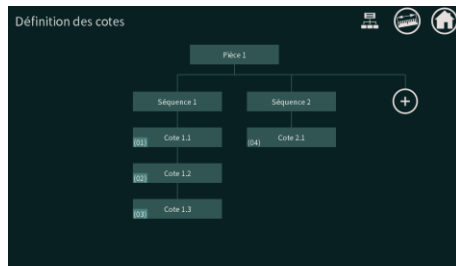 Définition des cotes
Pièce 1
Séquence 1
Séquence 2
(01) Cote 1.1
(04) Cote 2.1
(02) Cote 1.2
(03) Cote 1.3